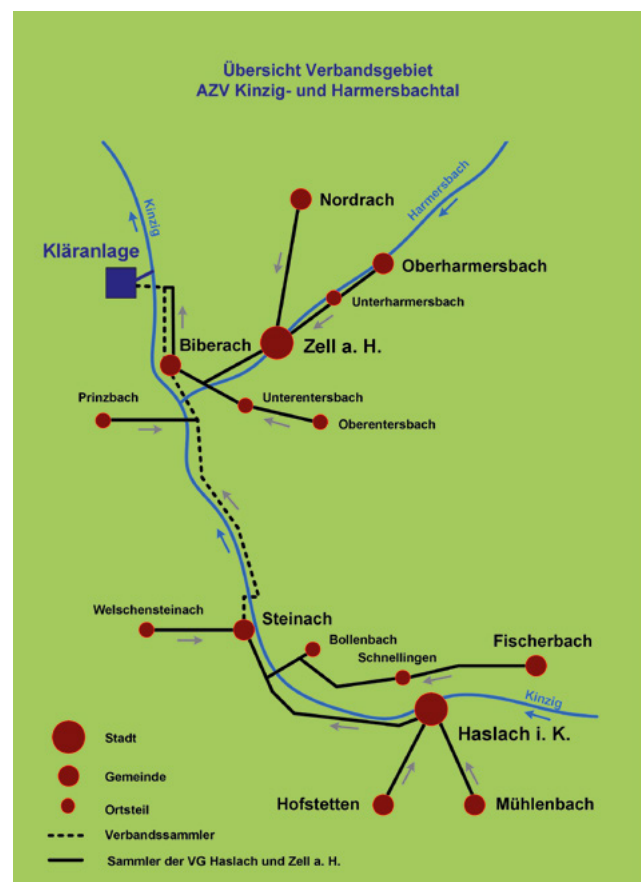 Übersicht Verbandsgebiet
AZV Kinzig- und Harmersbachtal
Kinzig
Harmersbach
Nordrach
Kläranlage
Oberharmersbach
Unterharmersbach
Biberach
Zell a. H.
Prinzbach
Unterentersbach
Oberentersbach
Welschensteinach
Steinach
Bollenbach
Schnellingen
Fischerbach
Kinzig
Haslach i. K.
Hofstetten
Mühlenbach
Stadt
Gemeinde
Ortsteil
Verbandssammler
Sammler der VG Haslach und Zell a. H.